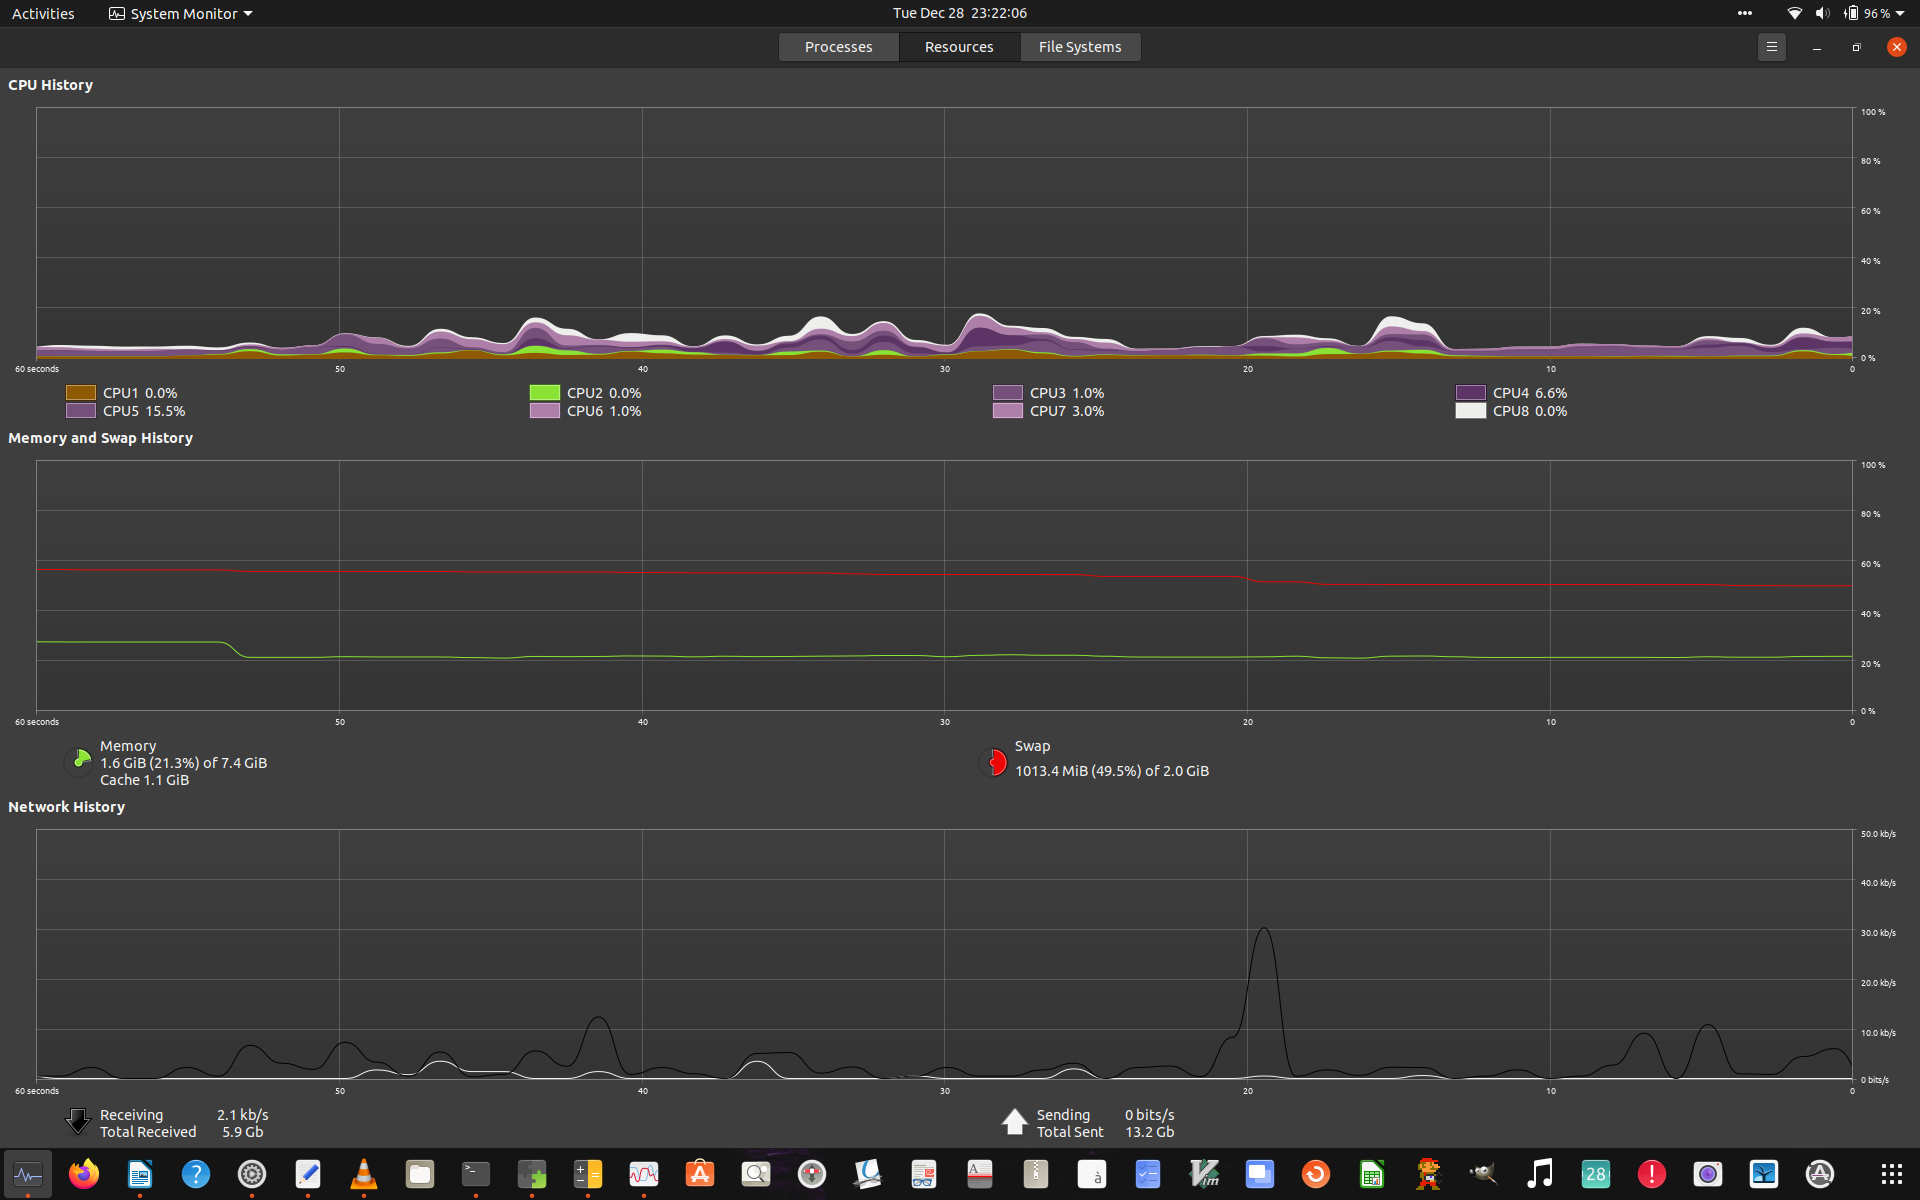 Activities System Monitor Tue Dec 28 23:22:06 96 %
Processes Resources File Systems
CPU History
100 %
80 %
60 %
40 %
20 %
0 %
60 seconds 50 40 30 20 10 0
CPU1 0.0% CPU2 0.0% CPU3 1.0% CPU4 6.6%
CPU5 15.5% CPU6 1.0% CPU7 3.0% CPU8 0.0%
Memory and Swap History
100 %
80 %
60 %
40 %
20 %
0 %
60 seconds 50 40 30 20 10 0
Memory
1.6 GiB (21.3%) of 7.4 GiB
Cache 1.1 GiB
Swap
1013.4 MiB (49.5%) of 2.0 GiB
Network History
50.0 kb/s
40.0 kb/s
30.0 kb/s
20.0 kb/s
10.0 kb/s
0 bits/s
60 seconds 50 40 30 20 10 0
Receiving 2.1 kb/s
Total Received 5.9 Gb
Sending 0 bits/s
Total Sent 13.2 Gb
? >_ A à Vim 28 !